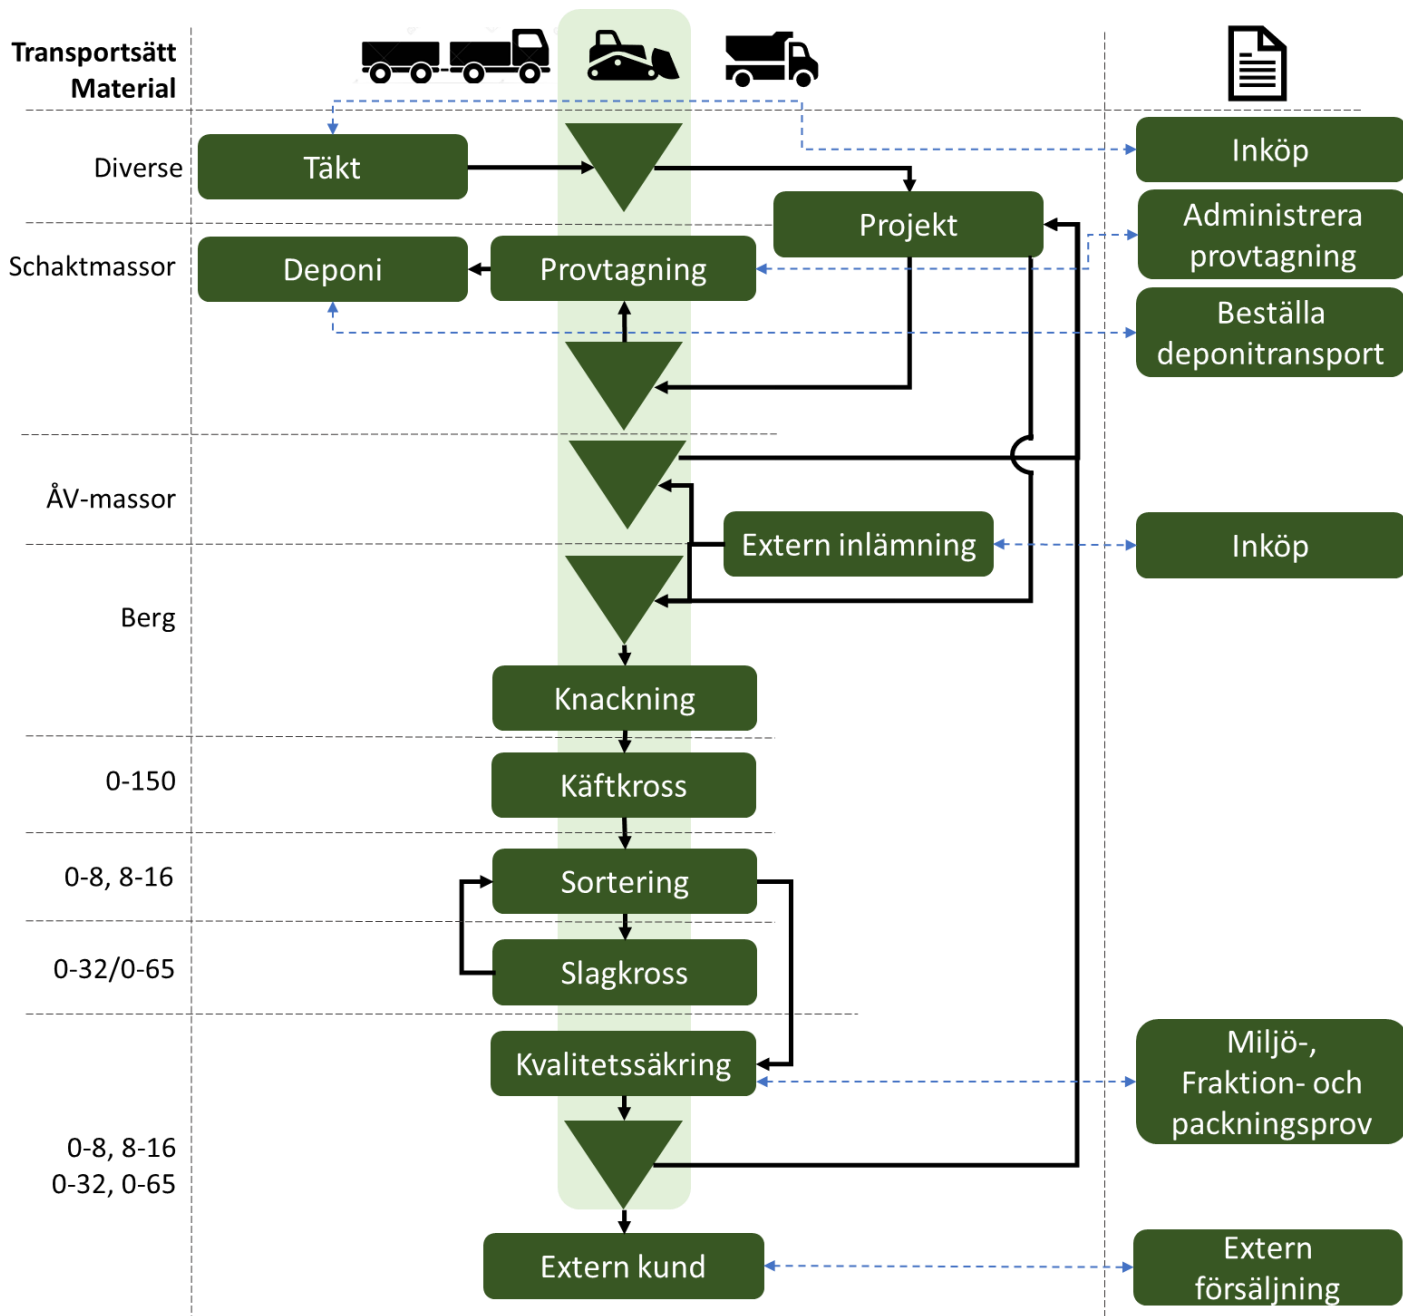 Transportsätt
Material
Diverse
Täkt
Inköp
Projekt
Administrera
provtagning
Schaktmassor
Deponi
Provtagning
Beställa
deponitransport
ÅV-massor
Extern inlämning
Inköp
Berg
Knackning
0-150
Käftkross
0-8, 8-16
Sortering
0-32/0-65
Slagkross
Kvalitetssäkring
Miljö-,
Fraktion- och
packningsprov
0-8, 8-16
0-32, 0-65
Extern kund
Extern
försäljning